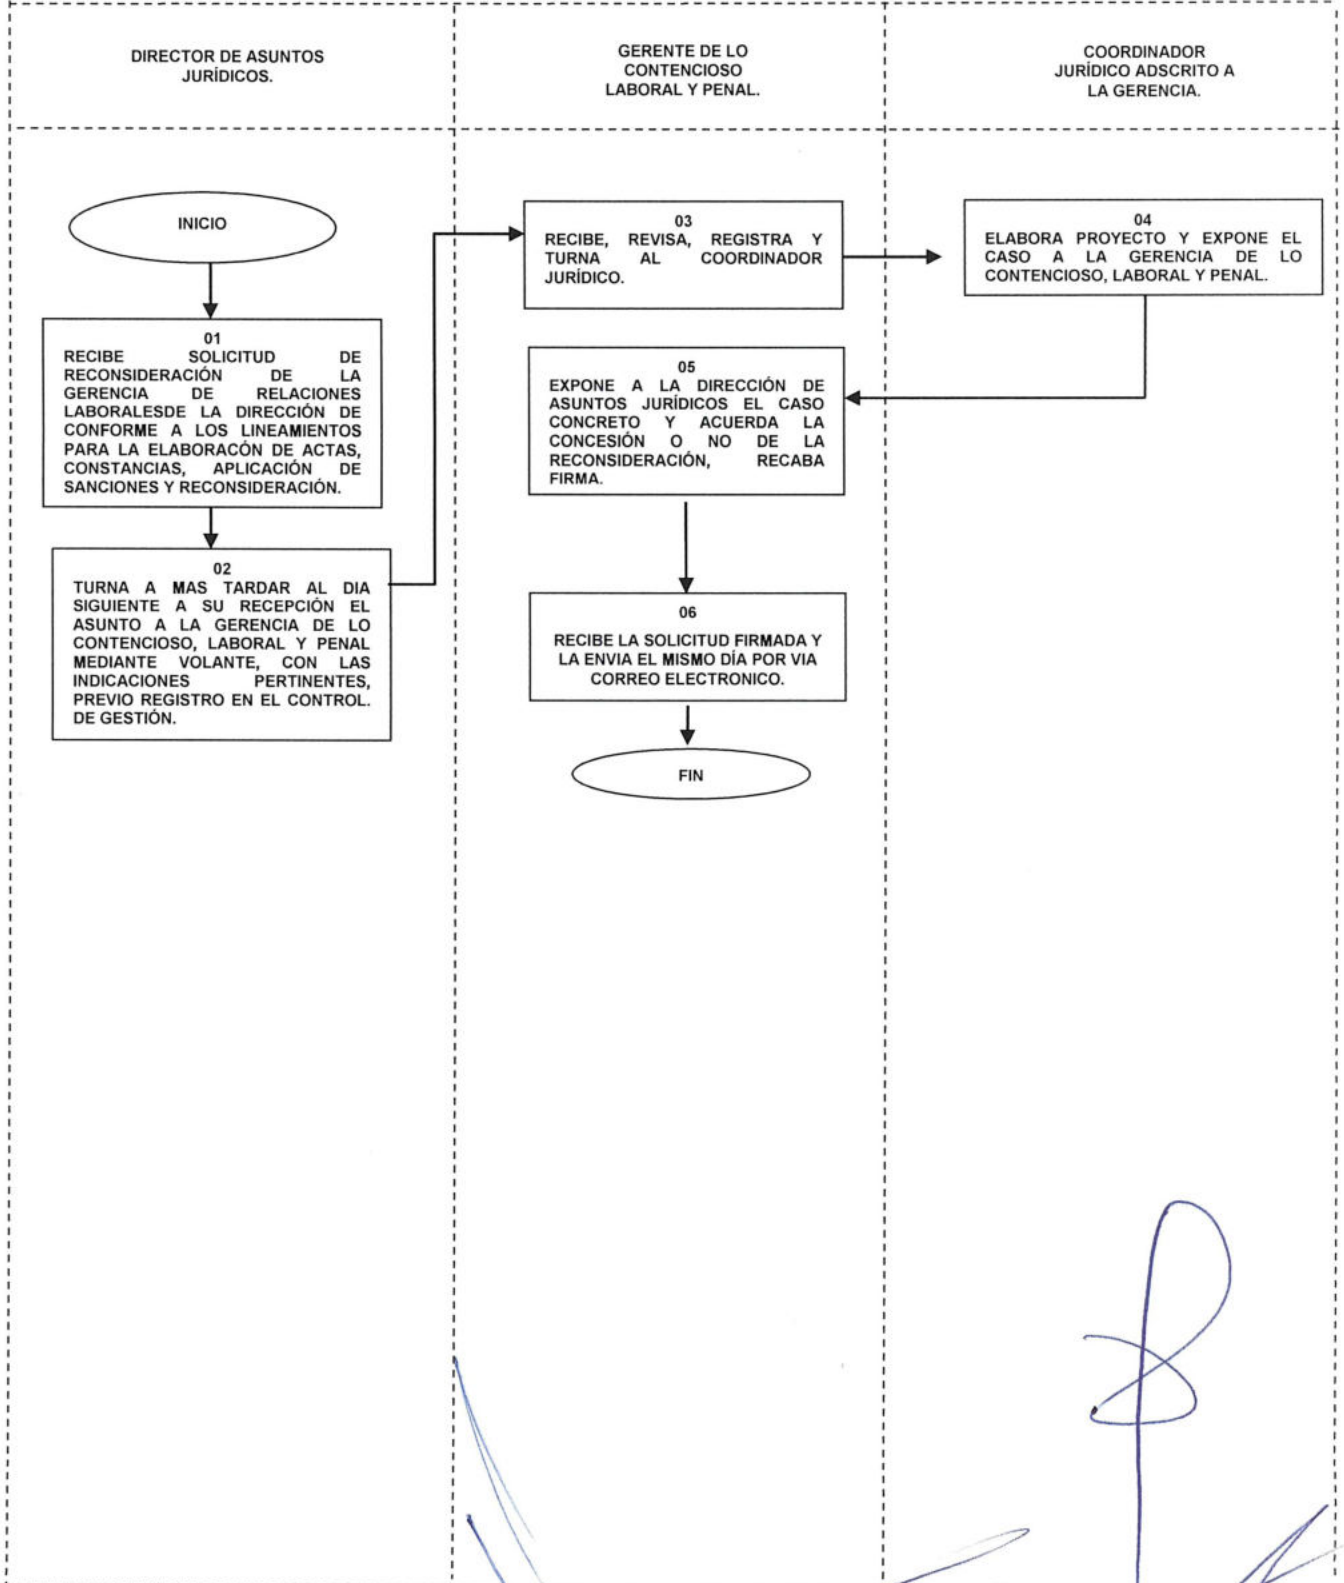 DIRECTOR DE ASUNTOS
JURÍDICOS.
GERENTE DE LO
CONTENCIOSO
LABORAL Y PENAL.
COORDINADOR
JURÍDICO ADSCRITO A
LA GERENCIA.
INICIO
01
RECIBE SOLICITUD DE
RECONSIDERACIÓN DE LA
GERENCIA DE RELACIONES
LABORALESDE LA DIRECCIÓN DE
CONFORME A LOS LINEAMIENTOS
PARA LA ELABORACÓN DE ACTAS,
CONSTANCIAS, APLICACIÓN DE
SANCIONES Y RECONSIDERACIÓN.
02
TURNA A MAS TARDAR AL DIA
SIGUIENTE A SU RECEPCIÓN EL
ASUNTO A LA GERENCIA DE LO
CONTENCIOSO, LABORAL Y PENAL
MEDIANTE VOLANTE, CON LAS
INDICACIONES PERTINENTES,
PREVIO REGISTRO EN EL CONTROL.
DE GESTIÓN.
03
RECIBE, REVISA, REGISTRA Y
TURNA AL COORDINADOR
JURÍDICO.
04
ELABORA PROYECTO Y EXPONE EL
CASO A LA GERENCIA DE LO
CONTENCIOSO, LABORAL Y PENAL.
05
EXPONE A LA DIRECCIÓN DE
ASUNTOS JURÍDICOS EL CASO
CONCRETO Y ACUERDA LA
CONCESIÓN O NO DE LA
RECONSIDERACIÓN, RECABA
FIRMA.
06
RECIBE LA SOLICITUD FIRMADA Y
LA ENVIA EL MISMO DÍA POR VIA
CORREO ELECTRONICO.
FIN